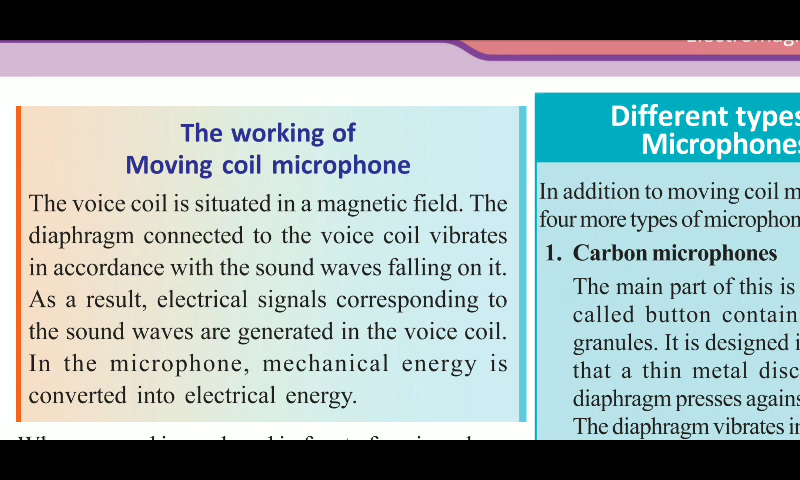 The working of
Moving coil microphone
The voice coil is situated in a magnetic field. The
diaphragm connected to the voice coil vibrates
in accordance with the sound waves falling on it.
As a result, electrical signals corresponding to
the sound waves are generated in the voice coil.
In the microphone, mechanical energy is
converted into electrical energy.
Different types
Microphones
In addition to moving coil m
four more types of microphon
1. Carbon microphones
The main part of this is
called button contain
granules. It is designed i
that a thin metal disc
diaphragm presses agains
The diaphragm vibrates in